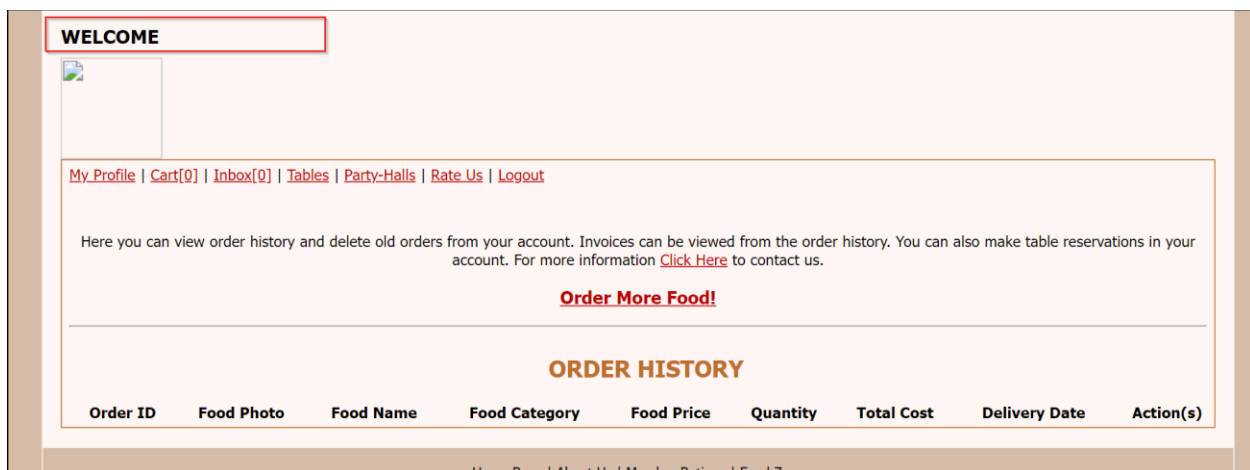 WELCOME
My Profile | Cart[0] | Inbox[0] | Tables | Party-Halls | Rate Us | Logout
Here you can view order history and delete old orders from your account. Invoices can be viewed from the order history. You can also make table reservations in your
account. For more information Click Here to contact us.
Order More Food!
ORDER HISTORY
Order ID Food Photo Food Name Food Category Food Price Quantity Total Cost Delivery Date Action(s)